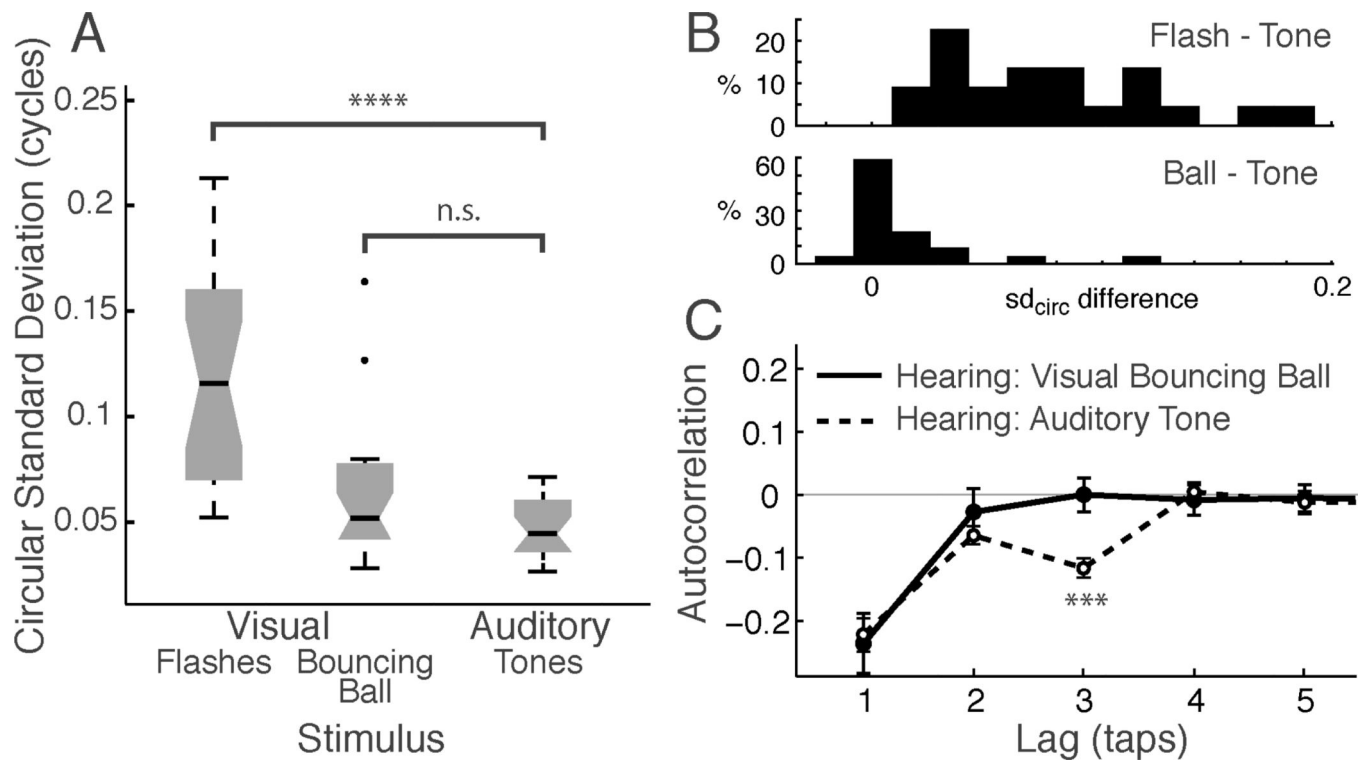 A
Circular Standard Deviation (cycles)
0.25
0.2
0.15
0.1
0.05
****
n.s.
Visual
Auditory
Flashes
Bouncing
Ball
Tones
Stimulus
B
Flash - Tone
%
20
10
0
Ball - Tone
%
60
30
0
0
0.2
sdcirc difference
C
Autocorrelation
0.2
0.1
0
−0.1
−0.2
Hearing: Visual Bouncing Ball
Hearing: Auditory Tone
***
1 2 3 4 5
Lag (taps)